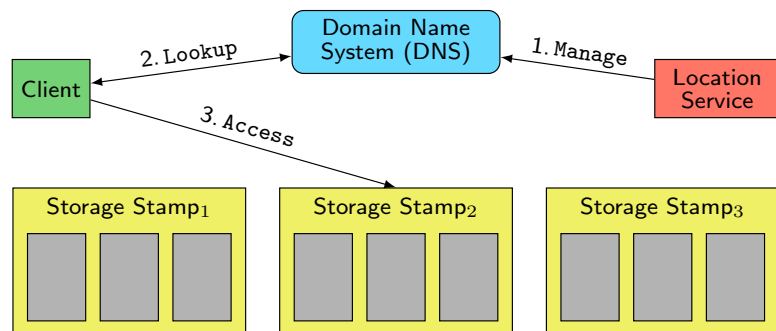 Domain Name
System (DNS)
2. Lookup
1. Manage
Client
Location
Service
3. Access
Storage Stamp₁
Storage Stamp₂
Storage Stamp₃